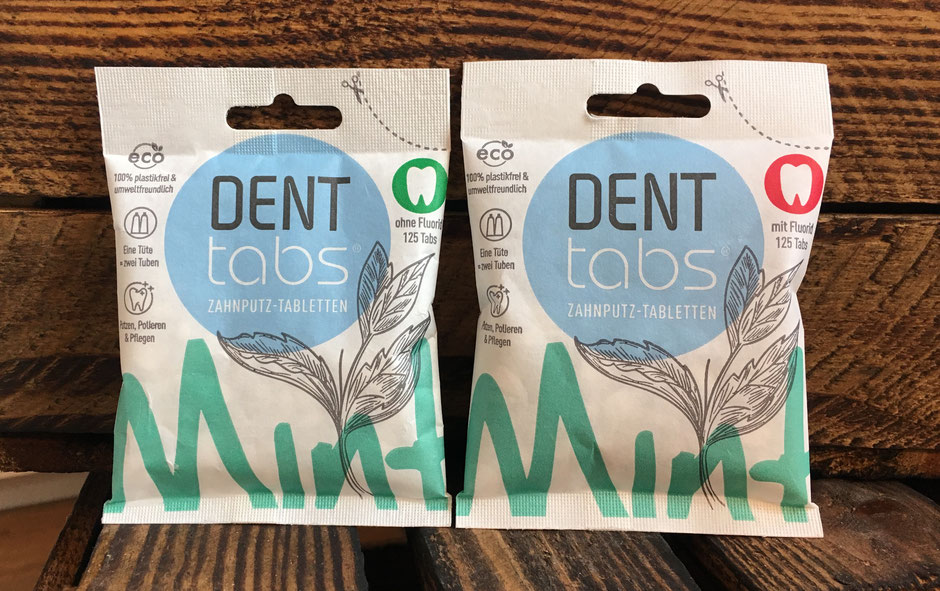 eco
100% plastikfrei &
umweltfreundlich
Eine Tüte
= zwei Tuben
Putzen, Polieren
& Pflegen
DENT
tabs®
ZAHNPUTZ-TABLETTEN
ohne Fluorid
125 Tabs
Mint
eco
100% plastikfrei &
umweltfreundlich
Eine Tüte
= zwei Tuben
Putzen, Polieren
& Pflegen
DENT
tabs®
ZAHNPUTZ-TABLETTEN
mit Fluorid
125 Tabs
Mint